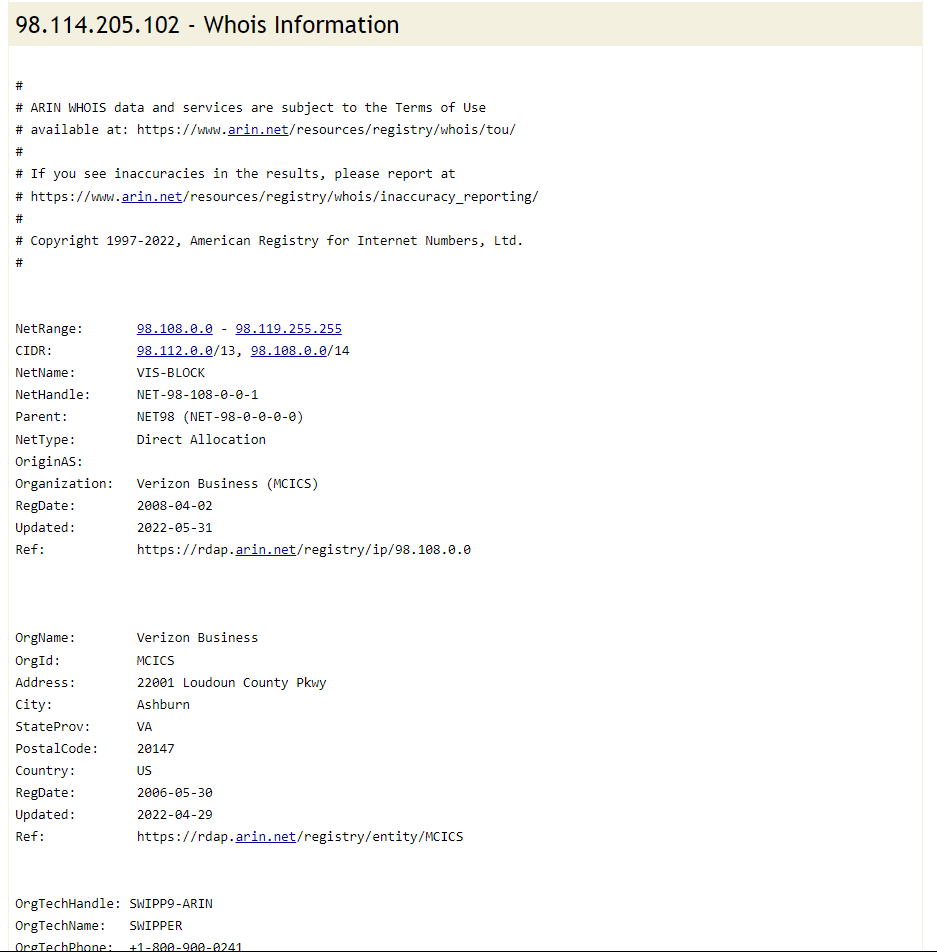 98.114.205.102 - Whois Information
#
# ARIN WHOIS data and services are subject to the Terms of Use
# available at: https://www.arin.net/resources/registry/whois/tou/
#
# If you see inaccuracies in the results, please report at
# https://www.arin.net/resources/registry/whois/inaccuracy_reporting/
#
# Copyright 1997-2022, American Registry for Internet Numbers, Ltd.
#
NetRange: 98.108.0.0 - 98.119.255.255
CIDR: 98.112.0.0/13, 98.108.0.0/14
NetName: VIS-BLOCK
NetHandle: NET-98-108-0-0-1
Parent: NET98 (NET-98-0-0-0-0)
NetType: Direct Allocation
OriginAS:
Organization: Verizon Business (MCICS)
RegDate: 2008-04-02
Updated: 2022-05-31
Ref: https://rdap.arin.net/registry/ip/98.108.0.0
OrgName: Verizon Business
OrgId: MCICS
Address: 22001 Loudoun County Pkwy
City: Ashburn
StateProv: VA
PostalCode: 20147
Country: US
RegDate: 2006-05-30
Updated: 2022-04-29
Ref: https://rdap.arin.net/registry/entity/MCICS
OrgTechHandle: SWIPP9-ARIN
OrgTechName: SWIPPER
OrgTechPhone: +1-800-900-0241